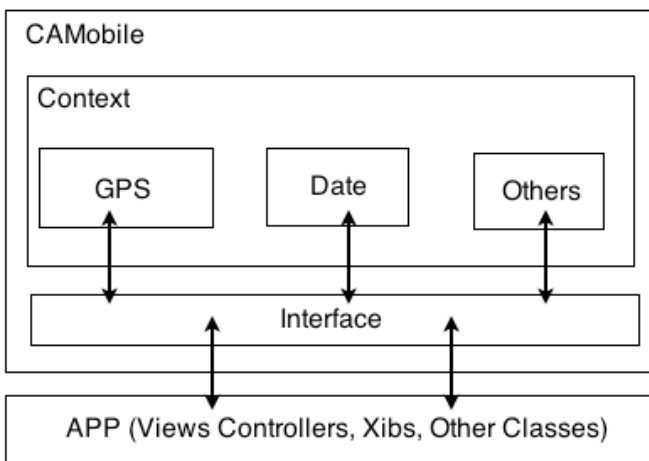 CAMobile
Context
GPS
Date
Others
Interface
APP (Views Controllers, Xibs, Other Classes)